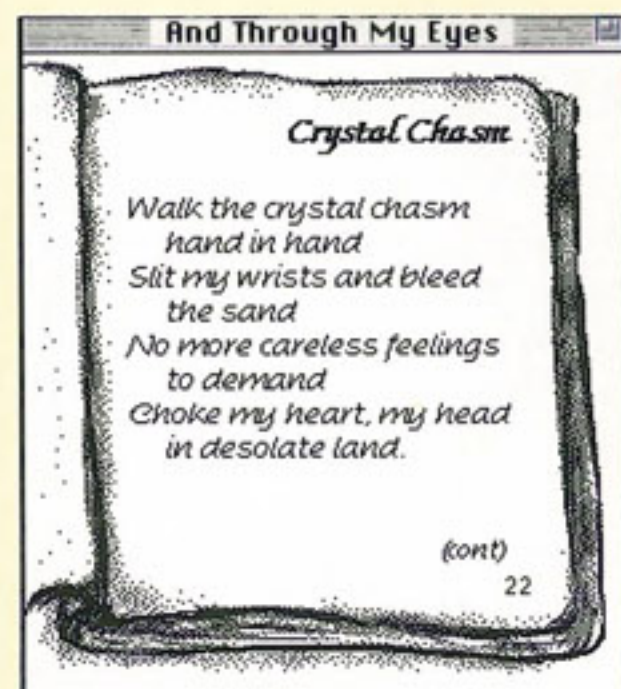 And Through My Eyes
Crystal Chasm
Walk the crystal chasm
hand in hand
Slit my wrists and bleed
the sand
No more careless feelings
to demand
Choke my heart, my head
in desolate land.
(cont)
22